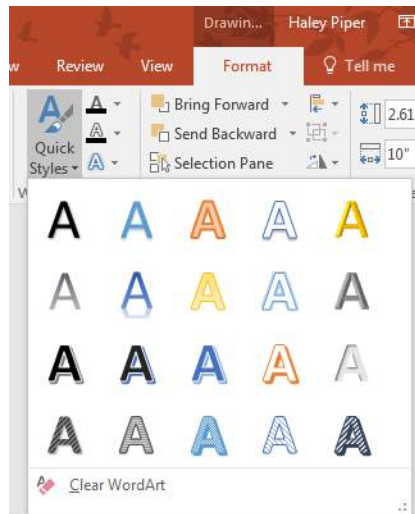 Drawin... Haley Piper
w Review View Format Tell me
A A Bring Forward 2.61
Quick A Send Backward
Styles A Selection Pane 10"
A A A A A
A A A A A
A A A A A
A A A A A
Clear WordArt